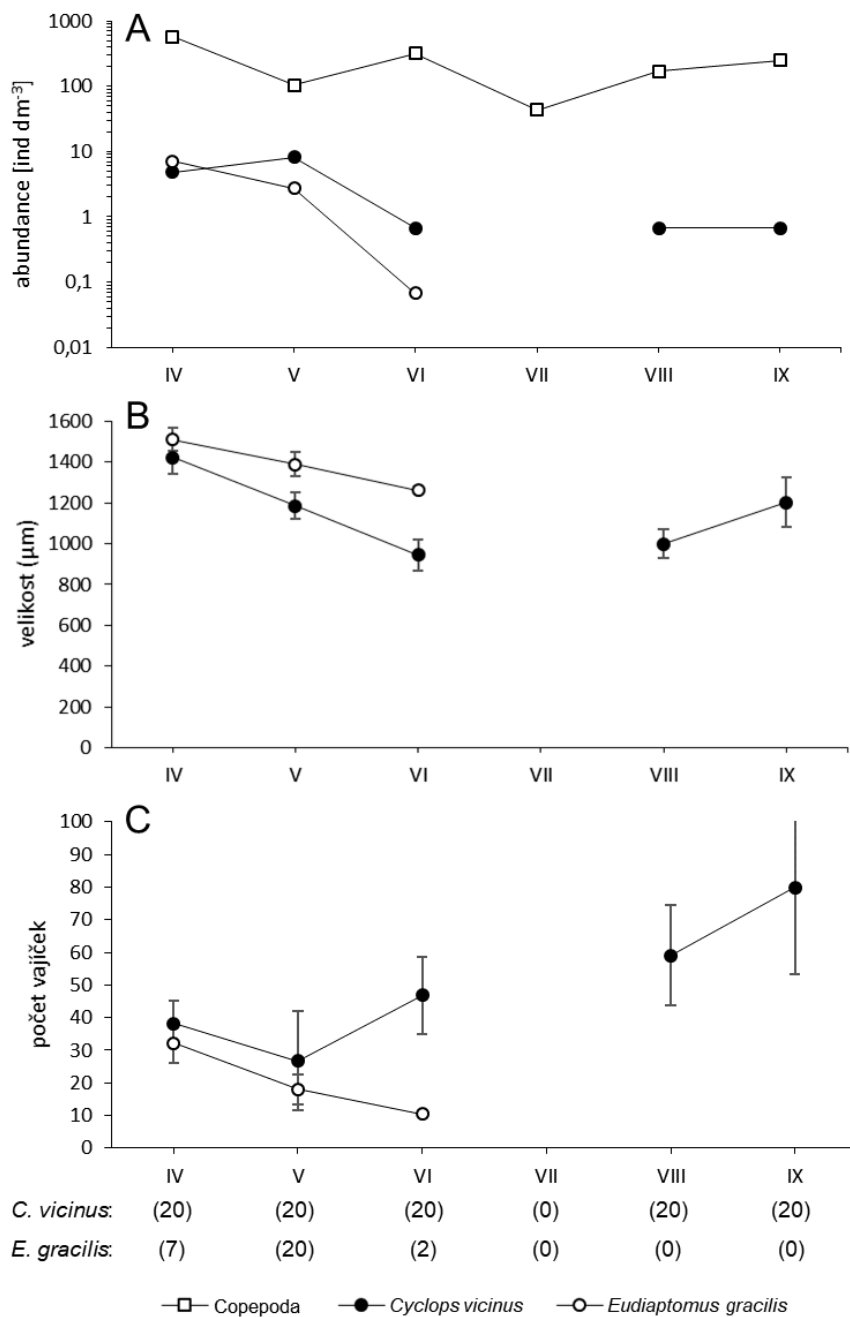 A
abundance [ind dm⁻³]
1000
100
10
1
0,1
0,01
IV V VI VII VIII IX
B
velikost (µm)
1600
1400
1200
1000
800
600
400
200
0
IV V VI VII VIII IX
C
počet vajíček
100
90
80
70
60
50
40
30
20
10
0
IV V VI VII VIII IX
C. vicinus: (20) (20) (20) (0) (20) (20)
E. gracilis: (7) (20) (2) (0) (0) (0)
Copepoda Cyclops vicinus Eudiaptomus gracilis